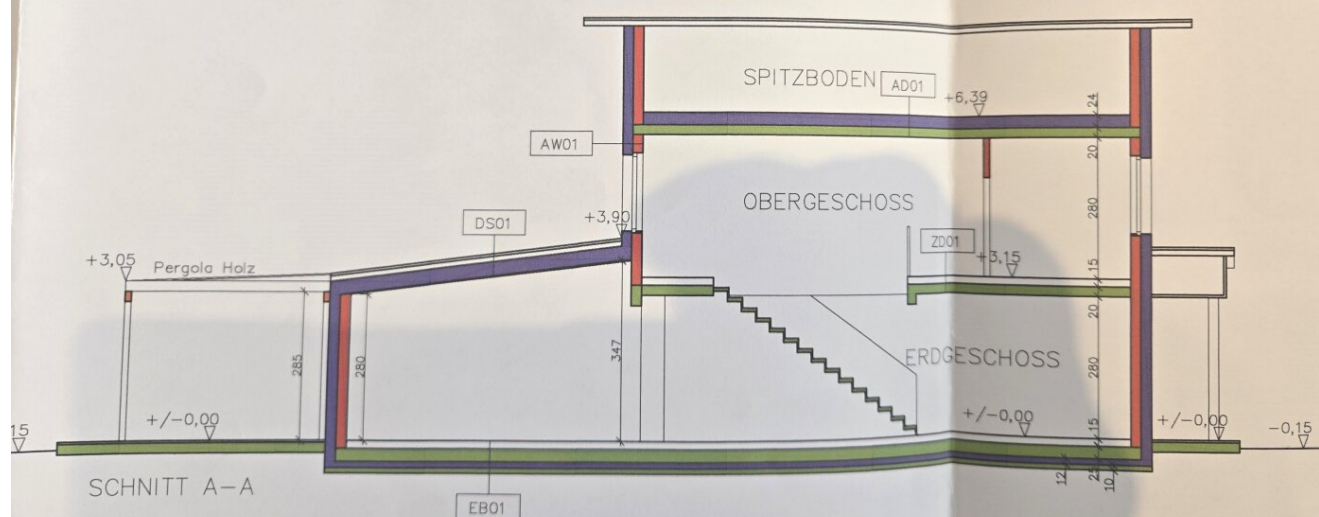 SPITZBODEN
AD01
+6,39
24
AW01
20
OBERGESCHOSS
280
DS01
+3,90
ZD01
+3,15
+3,05
Pergola Holz
15
20
285
280
347
ERDGESCHOSS
280
15
+/-0,00
+/-0,00
+/-0,00
-0,15
15
12
25
10
SCHNITT A-A
EB01